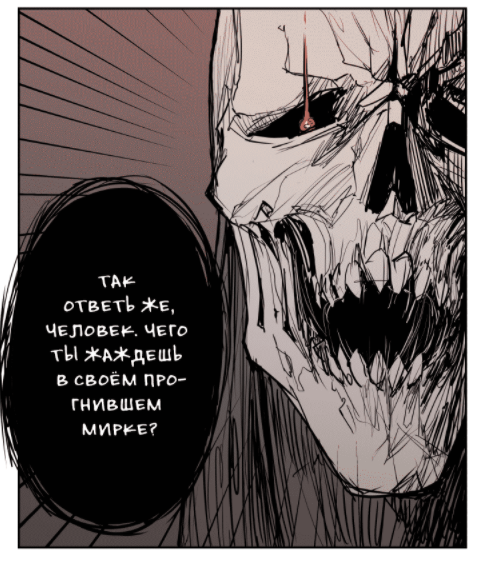 ТАК
ОТВЕТЬ ЖЕ,
ЧЕЛОВЕК. ЧЕГО
ТЫ ЖАЖДЕШЬ
В СВОЁМ ПРО-
ГНИВШЕМ
МИРКЕ?